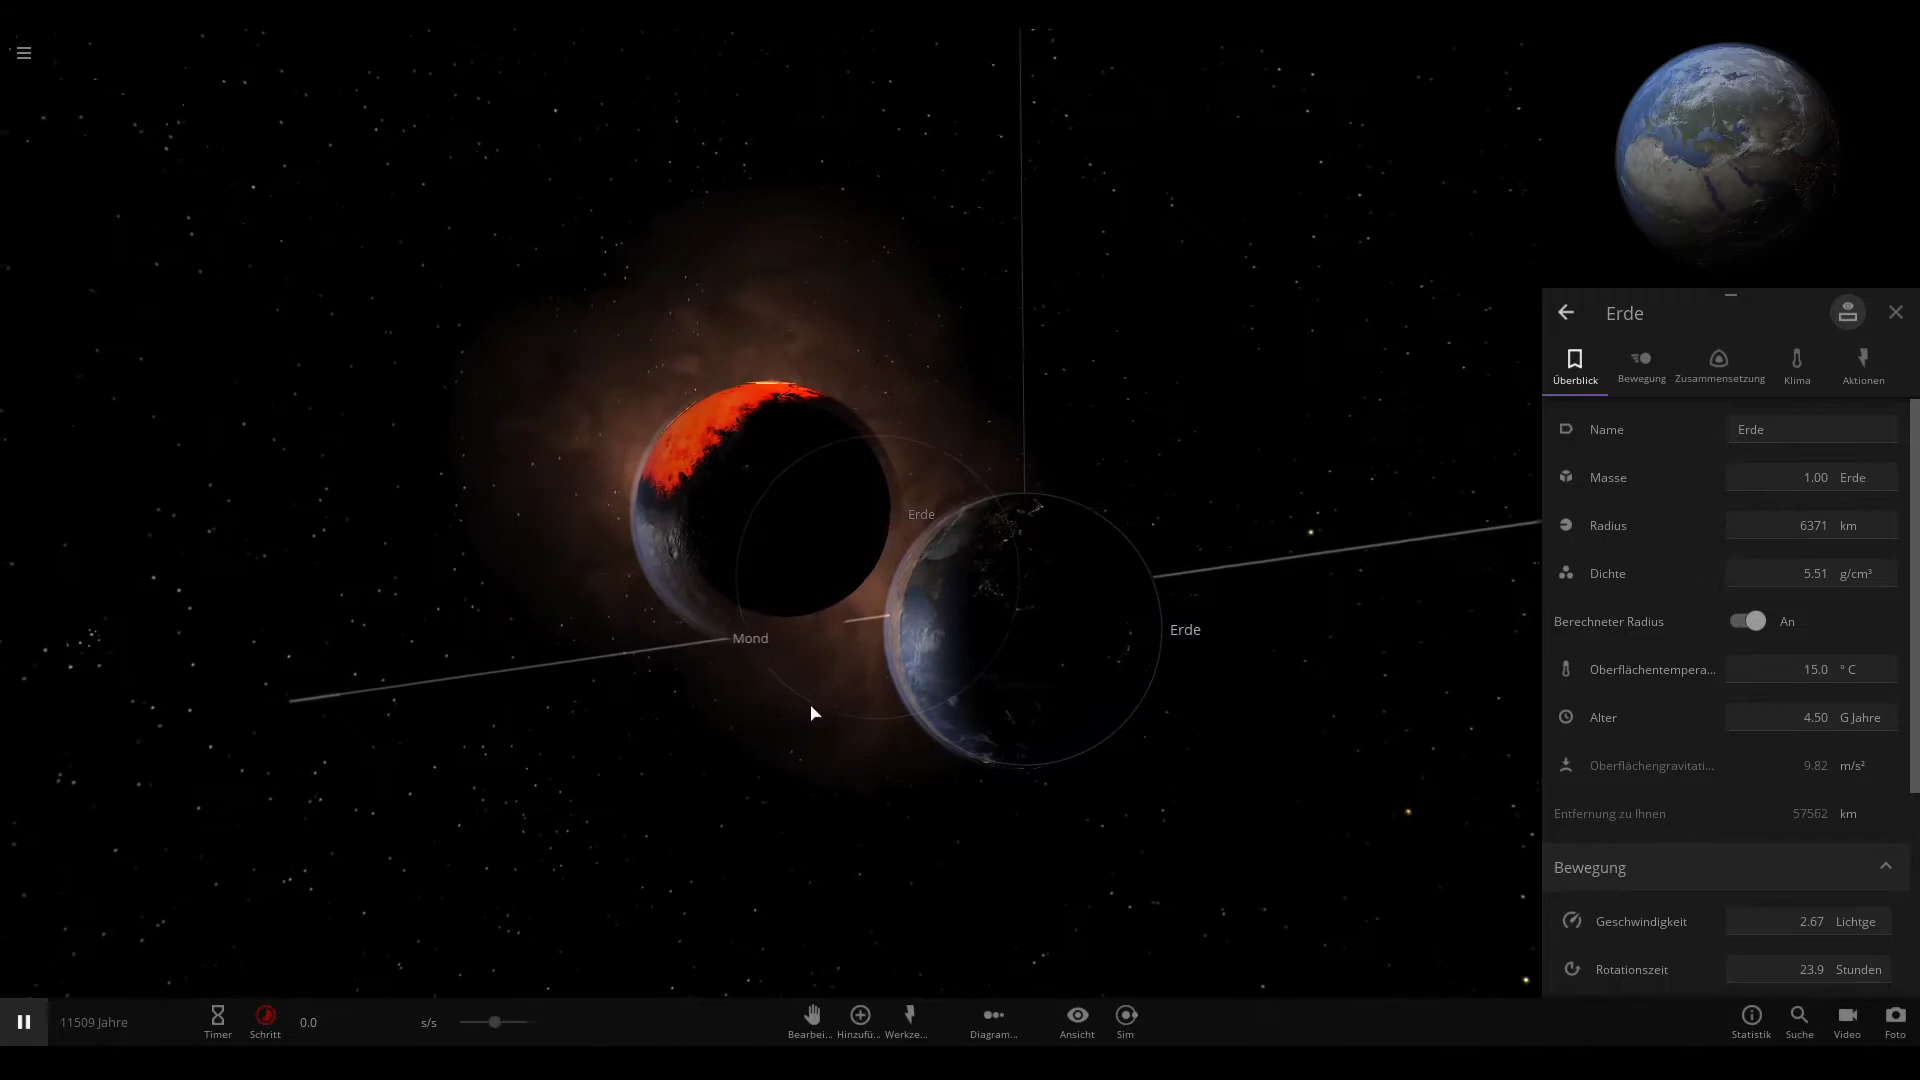 Erde
Überblick
Bewegung
Zusammensetzung
Klima
Aktionen
Name Erde
Masse 1.00 Erde
Radius 6371 km
Dichte 5.51 g/cm³
Berechneter Radius An
Oberflächentempera... 15.0 ° C
Alter 4.50 G Jahre
Oberflächengravitati... 9.82 m/s²
Entfernung zu Ihnen 57562 km
Bewegung
Geschwindigkeit 2.67 Lichtge
Rotationszeit 23.9 Stunden
Erde
Erde
Mond
11509 Jahre
Timer
Schritt
0.0 s/s
Bearbei...
Hinzufü...
Werkze...
Diagram...
Ansicht
Sim
Statistik
Suche
Video
Foto